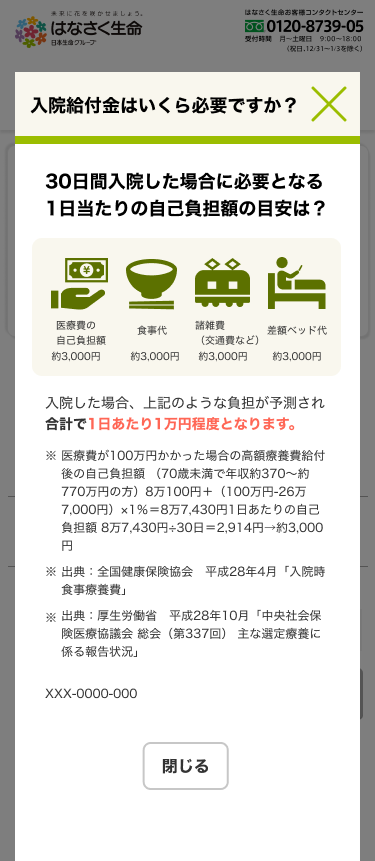 未来に花を咲かせましょう。
はなさく生命
日本生命グループ
はなさく生命お客様コンタクトセンター
0120-8739-05
受付時間 月～土曜日 9:00～18:00
（祝日、12/31～1/3を除く）
入院給付金はいくら必要ですか？
30日間入院した場合に必要となる
1日当たりの自己負担額の目安は？
医療費の
自己負担額
約3,000円
食事代
約3,000円
諸雑費
（交通費など）
約3,000円
差額ベッド代
約3,000円
入院した場合、上記のような負担が予測され
合計で1日あたり1万円程度となります。
※ 医療費が100万円かかった場合の高額療養費給付
後の自己負担額 （70歳未満で年収約370～約
770万円の方）8万100円＋（100万円-26万
7,000円）×1％＝8万7,430円1日あたりの自己
負担額 8万7,430円÷30日＝2,914円→約3,000
円
※ 出典：全国健康保険協会　平成28年4月「入院時
食事療養費」
※ 出典：厚生労働省　平成28年10月「中央社会保
険医療協議会 総会（第337回） 主な選定療養に
係る報告状況」
XXX-0000-000
閉じる